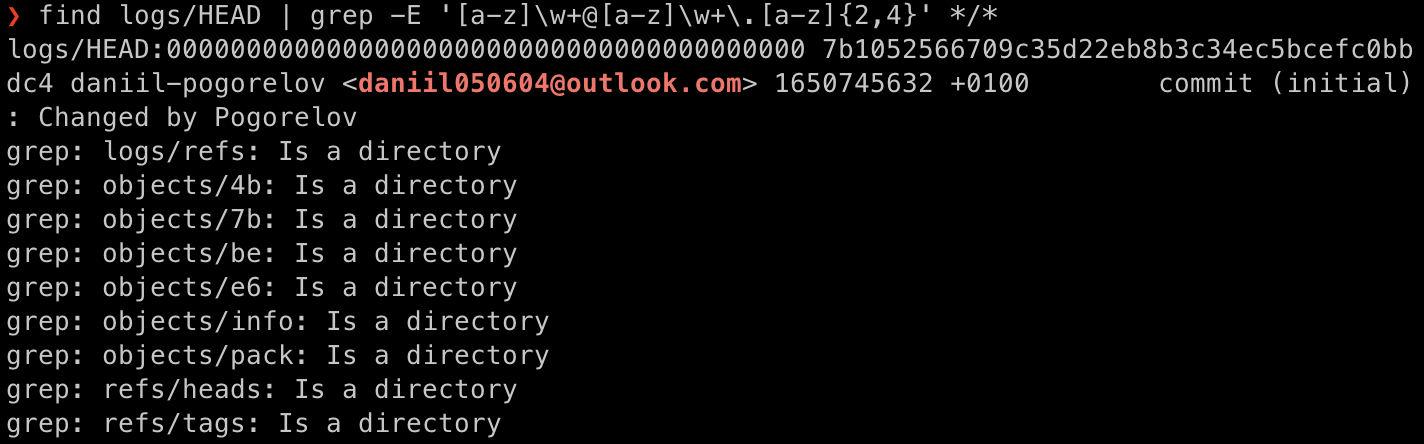 ❯ find logs/HEAD | grep -E '[a-z]\w+@[a-z]\w+\.[a-z]{2,4}' */*
logs/HEAD:0000000000000000000000000000000000000000 7b1052566709c35d22eb8b3c34ec5bcefc0bb
dc4 daniil-pogorelov <daniil050604@outlook.com> 1650745632 +0100        commit (initial)
: Changed by Pogorelov
grep: logs/refs: Is a directory
grep: objects/4b: Is a directory
grep: objects/7b: Is a directory
grep: objects/be: Is a directory
grep: objects/e6: Is a directory
grep: objects/info: Is a directory
grep: objects/pack: Is a directory
grep: refs/heads: Is a directory
grep: refs/tags: Is a directory